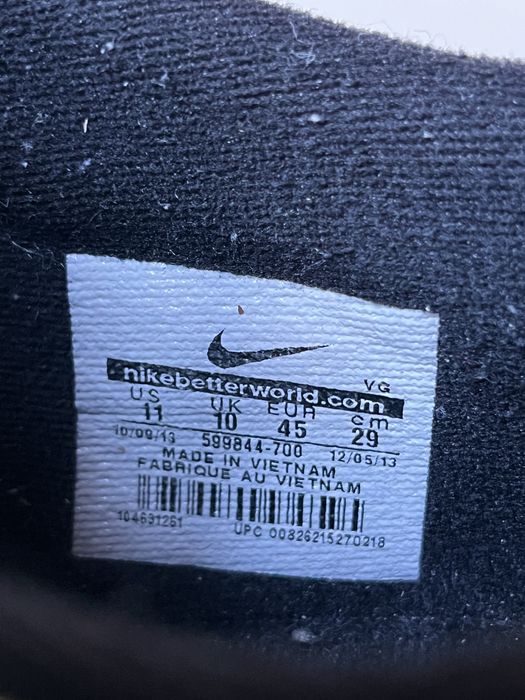 VG
nikebetterworld.com
US UK EUR cm
11 10 45 29
10/09/13 599844-700 12/05/13
MADE IN VIETNAM
FABRIQUE AU VIETNAM
104631261 UPC 00826215270218